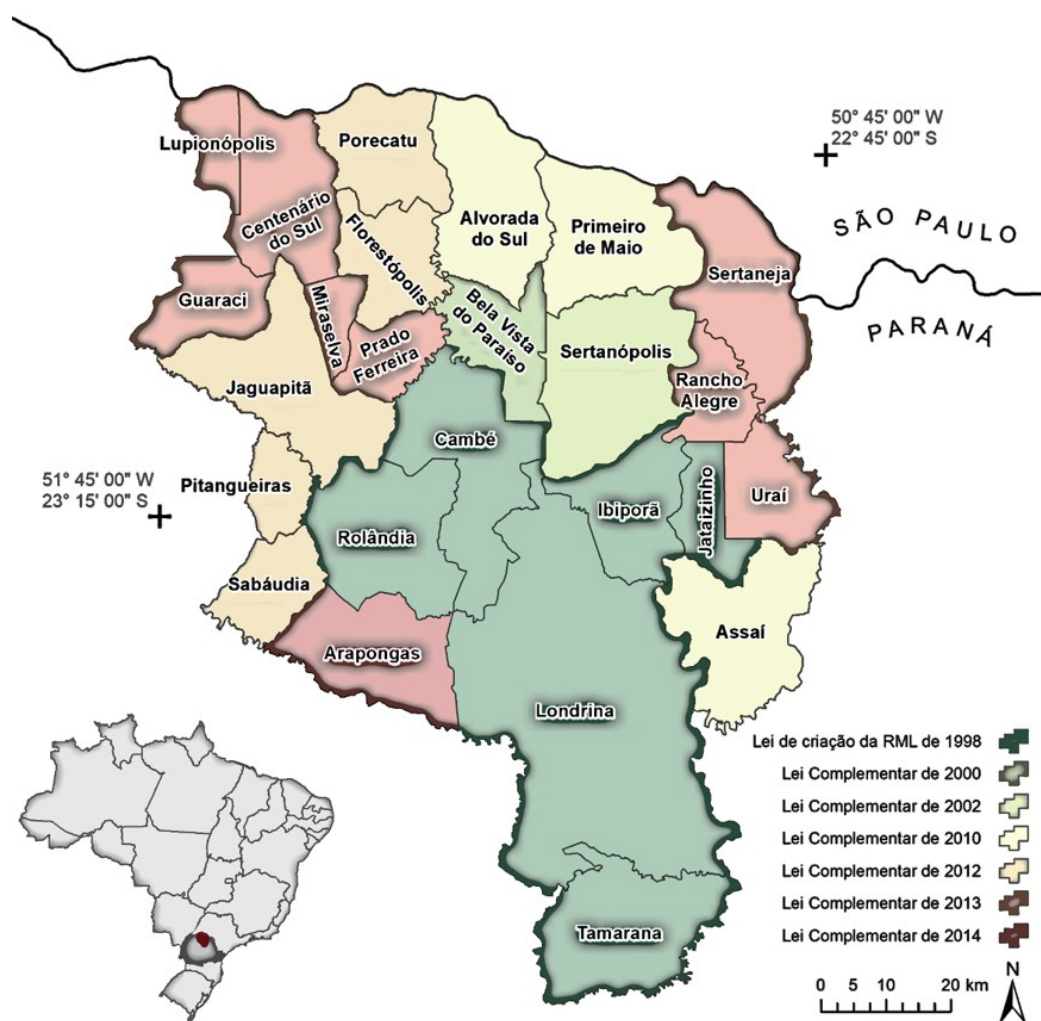 50° 45' 00" W
22° 45' 00" S
Lupionópolis
Porecatu
Centenário
do Sul
Florestópolis
Alvorada
do Sul
Primeiro
de Maio
SÃO PAULO
Sertaneja
Guaraci
Miraselva
Prado
Ferreira
Bela Vista
do Paraíso
Sertanópolis
PARANÁ
Jaguapitã
Rancho
Alegre
Cambé
51° 45' 00" W
23° 15' 00" S
Pitangueiras
Rolândia
Ibiporã
Jataizinho
Uraí
Sabáudia
Arapongas
Assaí
Londrina
Tamarana
Lei de criação da RML de 1998
Lei Complementar de 2000
Lei Complementar de 2002
Lei Complementar de 2010
Lei Complementar de 2012
Lei Complementar de 2013
Lei Complementar de 2014
N
0 5 10 20 km